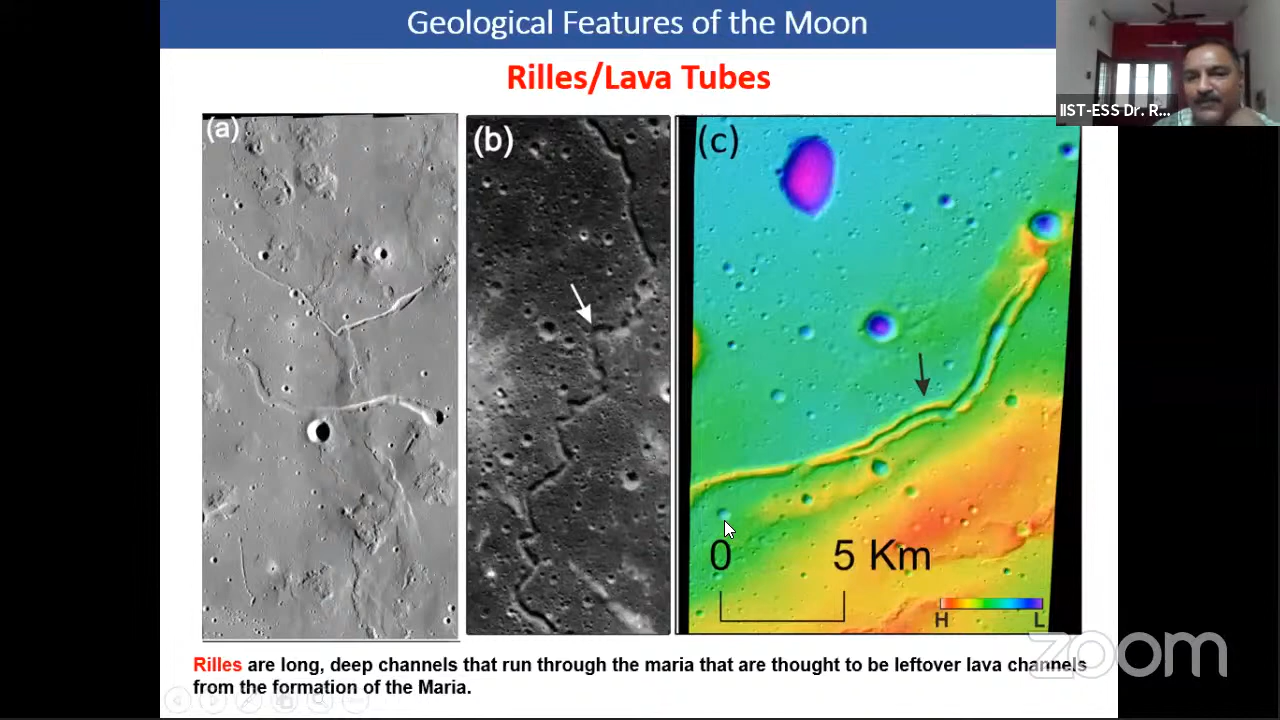 Geological Features of the Moon
Rilles/Lava Tubes
IIST-ESS Dr. R...
(a)
(b)
(c)
0 5 Km
H L
Rilles are long, deep channels that run through the maria that are thought to be leftover lava channels
from the formation of the Maria.
zoom